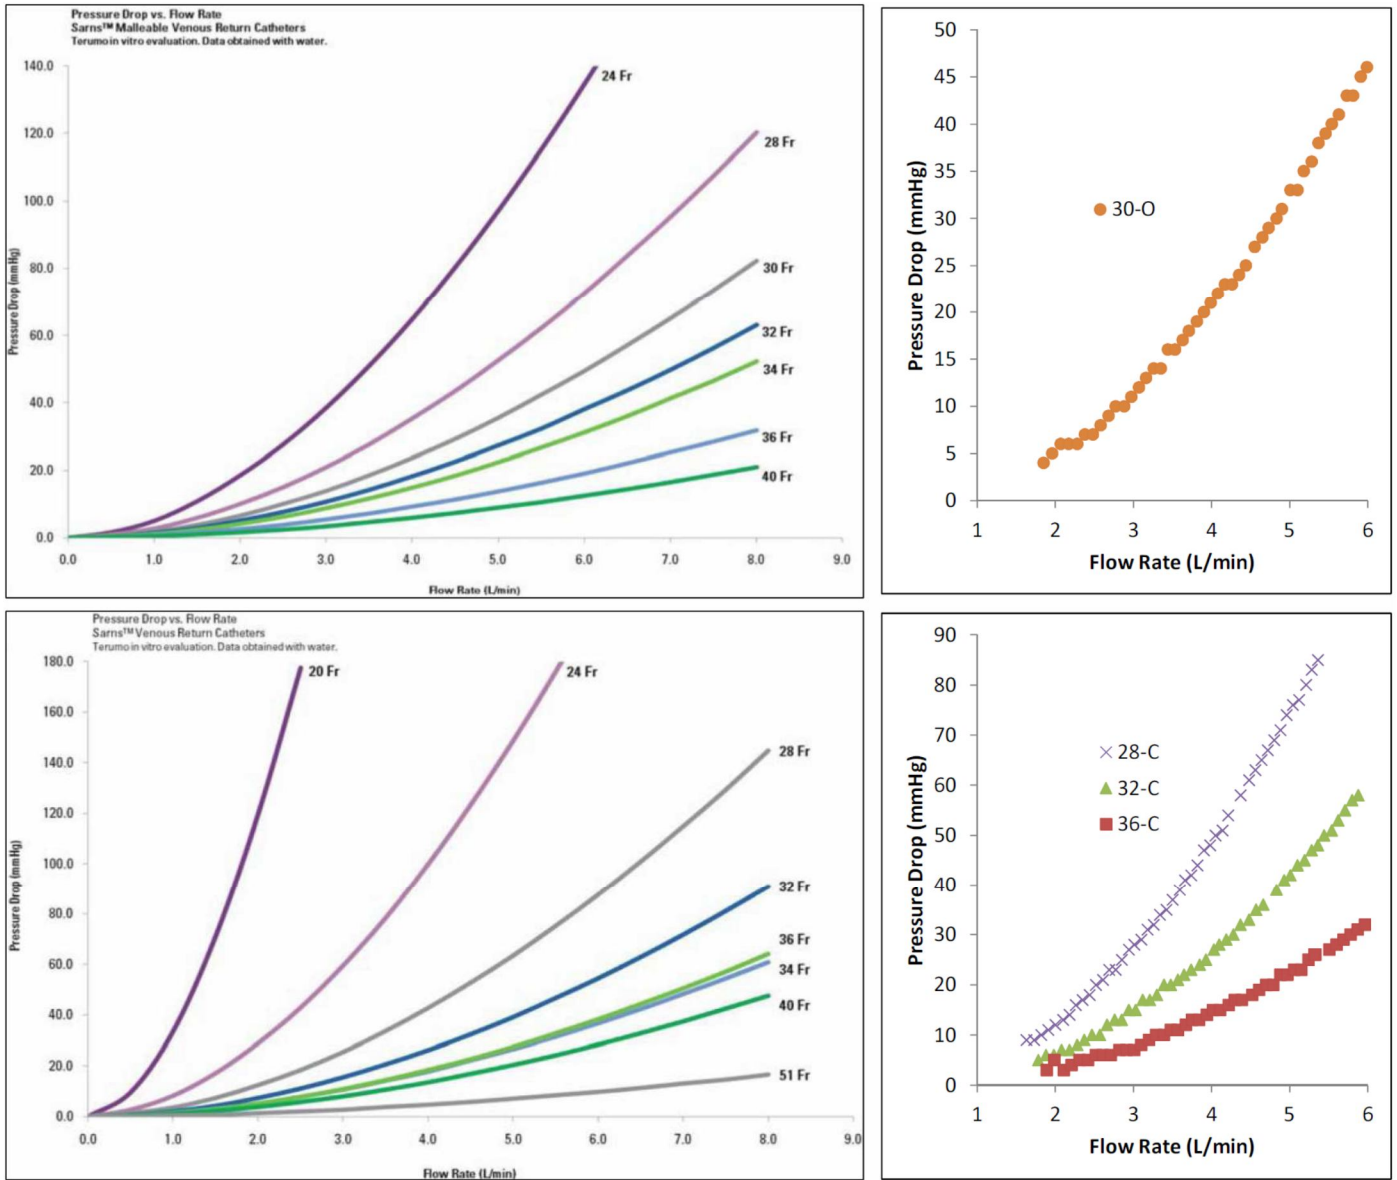 Pressure Drop vs. Flow Rate
Sarns™ Malleable Venous Return Catheters
Terumo in vitro evaluation. Data obtained with water.
140.0
120.0
100.0
80.0
60.0
40.0
20.0
0.0
Pressure Drop (mmHg)
24 Fr
28 Fr
30 Fr
32 Fr
34 Fr
36 Fr
40 Fr
0.0 1.0 2.0 3.0 4.0 5.0 6.0 7.0 8.0 9.0
Flow Rate (L/min)
50
45
40
35
30
25
20
15
10
5
0
Pressure Drop (mmHg)
30-O
1 2 3 4 5 6
Flow Rate (L/min)
Pressure Drop vs. Flow Rate
Sarns™ Venous Return Catheters
Terumo in vitro evaluation. Data obtained with water.
180.0
160.0
140.0
120.0
100.0
80.0
60.0
40.0
20.0
0.0
Pressure Drop (mmHg)
20 Fr
24 Fr
28 Fr
32 Fr
36 Fr
34 Fr
40 Fr
51 Fr
0.0 1.0 2.0 3.0 4.0 5.0 6.0 7.0 8.0 9.0
Flow Rate (L/min)
90
80
70
60
50
40
30
20
10
0
Pressure Drop (mmHg)
28-C
32-C
36-C
1 2 3 4 5 6
Flow Rate (L/min)